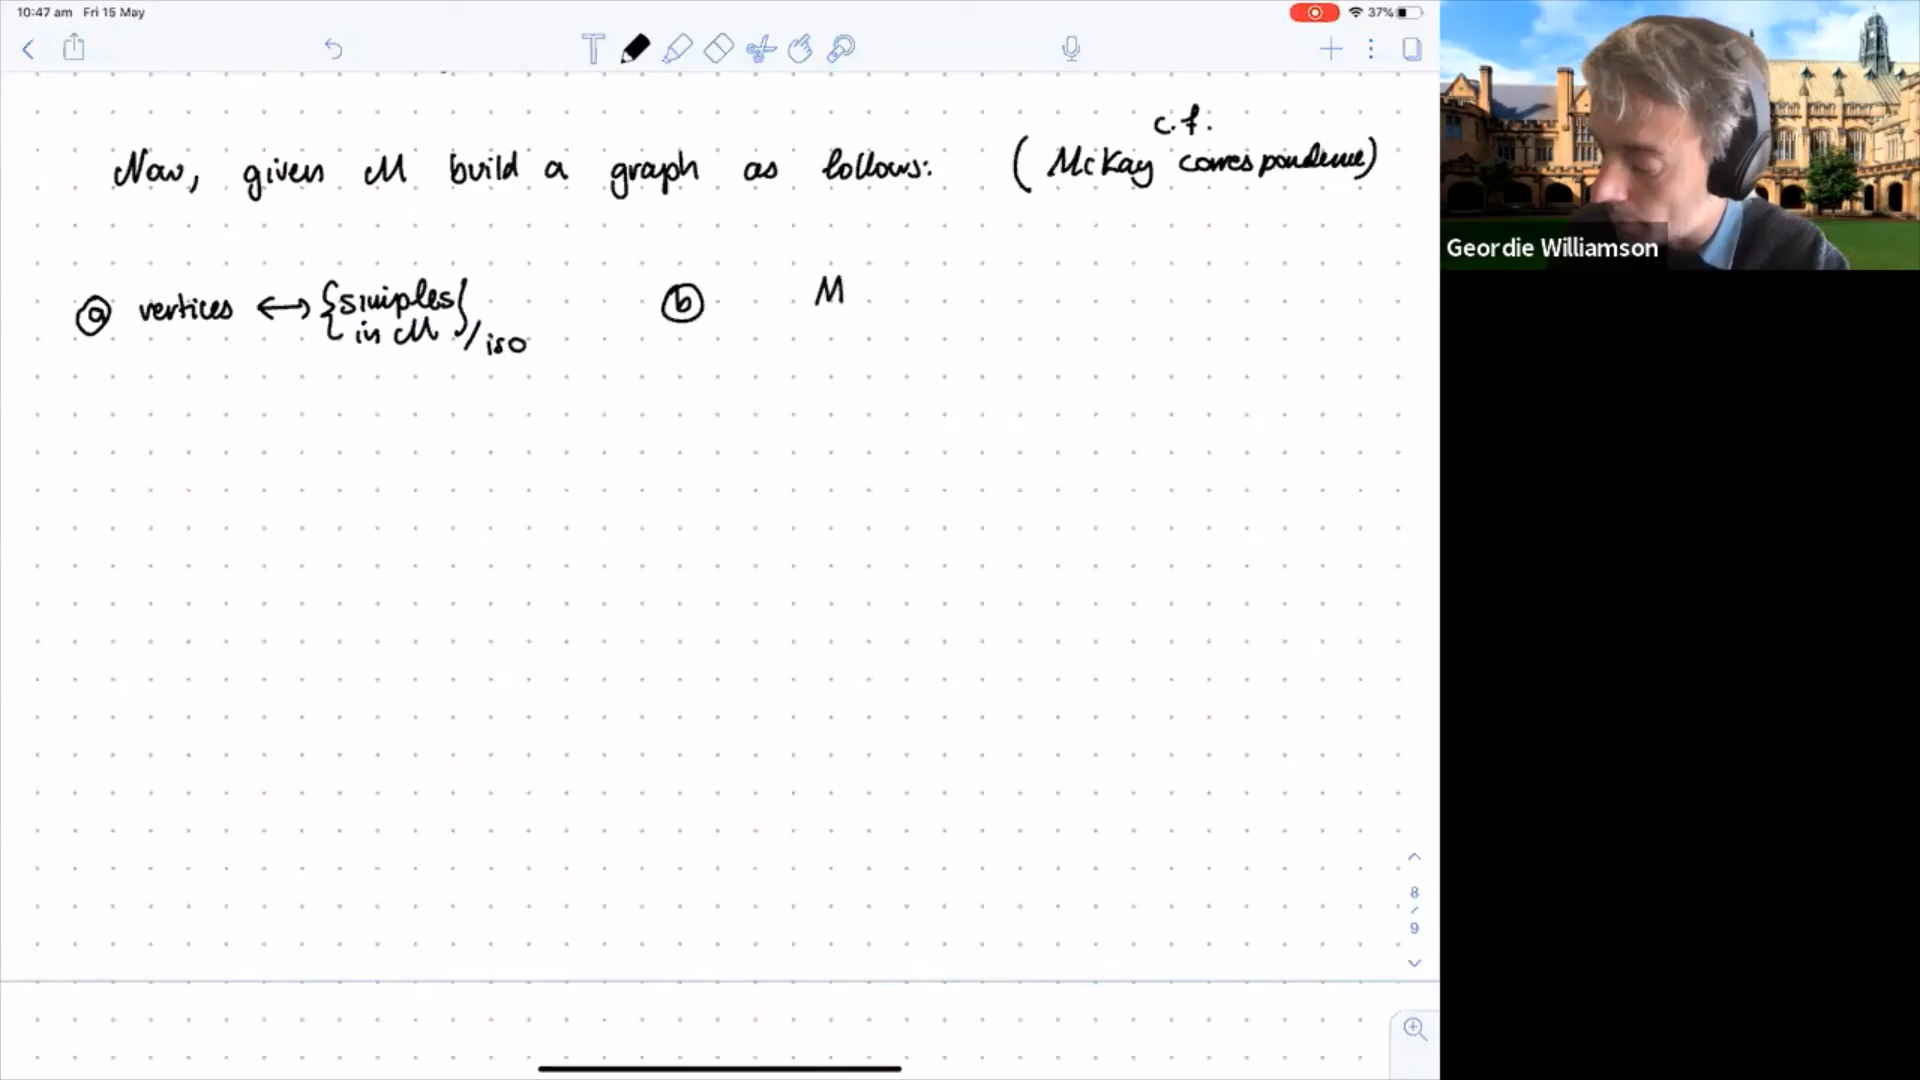 10:47 am Fri 15 May
37%
T
c.f.
Now, given M build a graph as follows: (McKay correspondence)
ⓐ vertices ↔ {simples in M}/iso
ⓑ M
Geordie Williamson
8
/
9